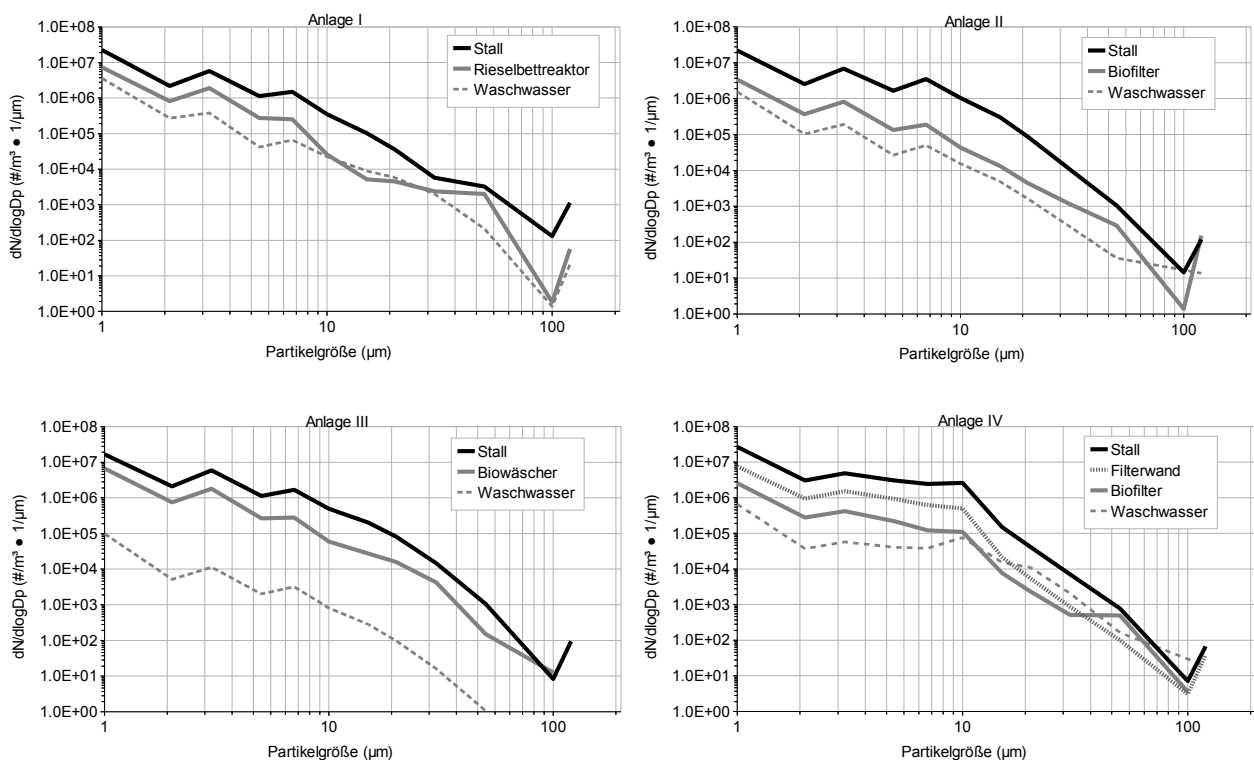 Anlage I
dN/dlogDp (#/m³ ● 1/µm)
1.0E+08
1.0E+07
1.0E+06
1.0E+05
1.0E+04
1.0E+03
1.0E+02
1.0E+01
1.0E+00
Stall
Rieselbettreaktor
Waschwasser
1 10 100
Partikelgröße (µm)
Anlage II
dN/dlogDp (#/m³ ● 1/µm)
1.0E+08
1.0E+07
1.0E+06
1.0E+05
1.0E+04
1.0E+03
1.0E+02
1.0E+01
1.0E+00
Stall
Biofilter
Waschwasser
1 10 100
Partikelgröße (µm)
Anlage III
dN/dlogDp (#/m³ ● 1/µm)
1.0E+08
1.0E+07
1.0E+06
1.0E+05
1.0E+04
1.0E+03
1.0E+02
1.0E+01
1.0E+00
Stall
Biowäscher
Waschwasser
1 10 100
Partikelgröße (µm)
Anlage IV
dN/dlogDp (#/m³ ● 1/µm)
1.0E+08
1.0E+07
1.0E+06
1.0E+05
1.0E+04
1.0E+03
1.0E+02
1.0E+01
1.0E+00
Stall
Filterwand
Biofilter
Waschwasser
1 10 100
Partikelgröße (µm)